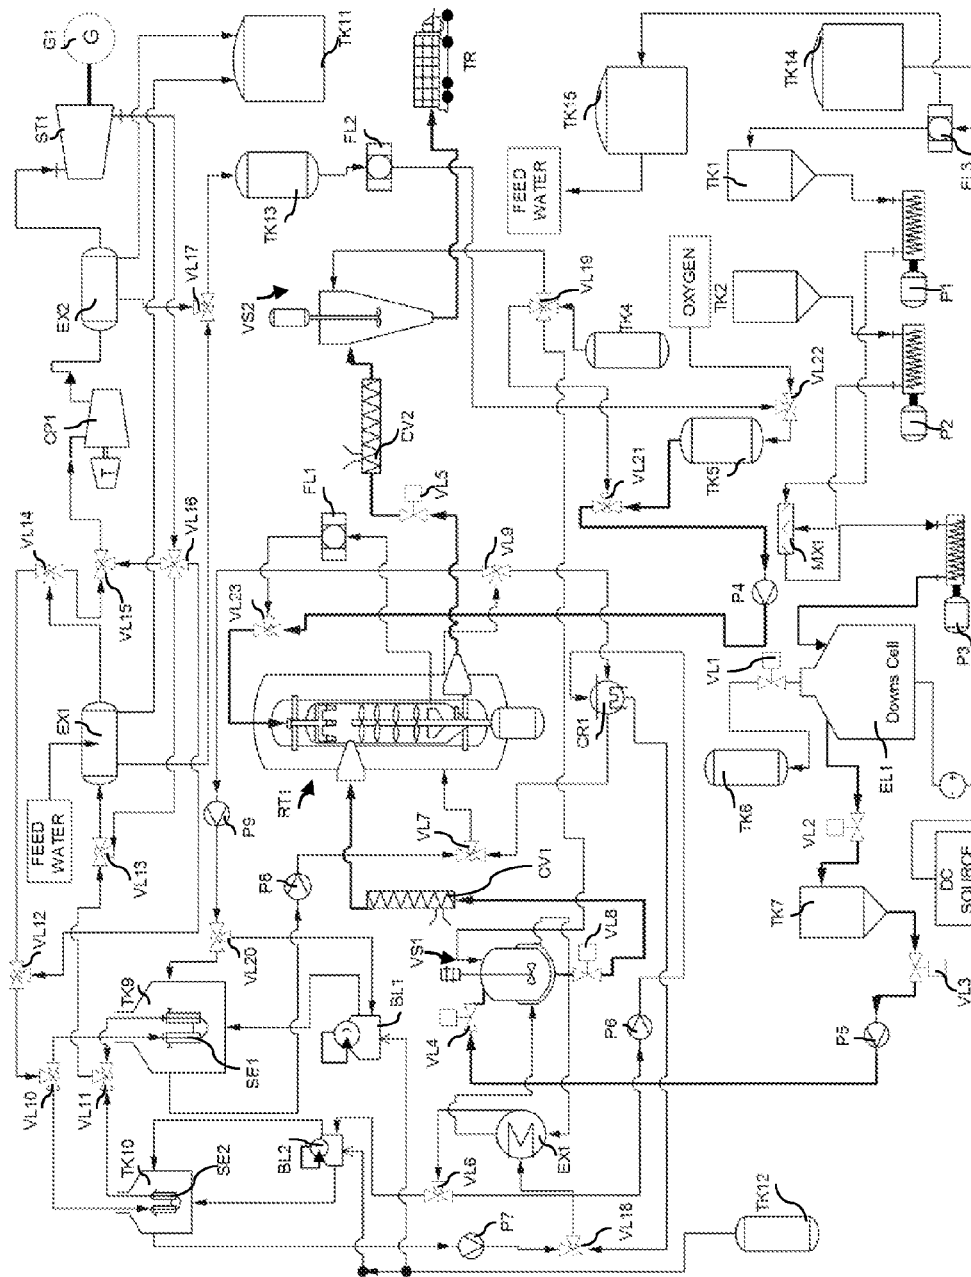 G1
G
ST1
TK11
TR
TK15
TK14
FL2
TK13
FEED
WATER
TK1
EX2
VL17
VS2
VL19
OXYGEN
TK2
P1
CP1
T
TK4
VL22
CV2
P2
TK5
VL14
VL16
VL15
FL1
VL5
VL21
MX1
VL23
VL9
P4
P3
EX1
VL1
Downs Cell
FEED
WATER
RT1
CR1
EL1
P9
TK6
VL13
VL7
VL2
P8
CV1
DC
SOURCE
VL12
VL20
VS1
VL8
TK7
TK9
BL1
VL3
SE1
VL4
P6
P5
VL10
VL11
TK10
SE2
BL2
EX1
VL6
P7
VL18
TK12